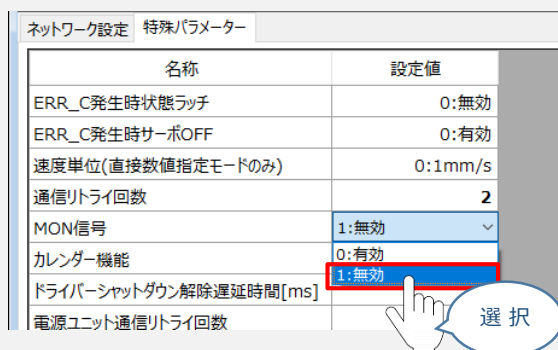 ネットワーク設定 特殊パラメーター
名称 設定値
ERR_C発生時状態ラッチ 0:無効
ERR_C発生時サーボOFF 0:有効
速度単位(直接数値指定モードのみ) 0:1mm/s
通信リトライ回数 2
MON信号 1:無効
カレンダー機能 0:有効
1:無効
ドライバーシャットダウン解除遅延時間[ms]
電源ユニット通信リトライ回数
選択